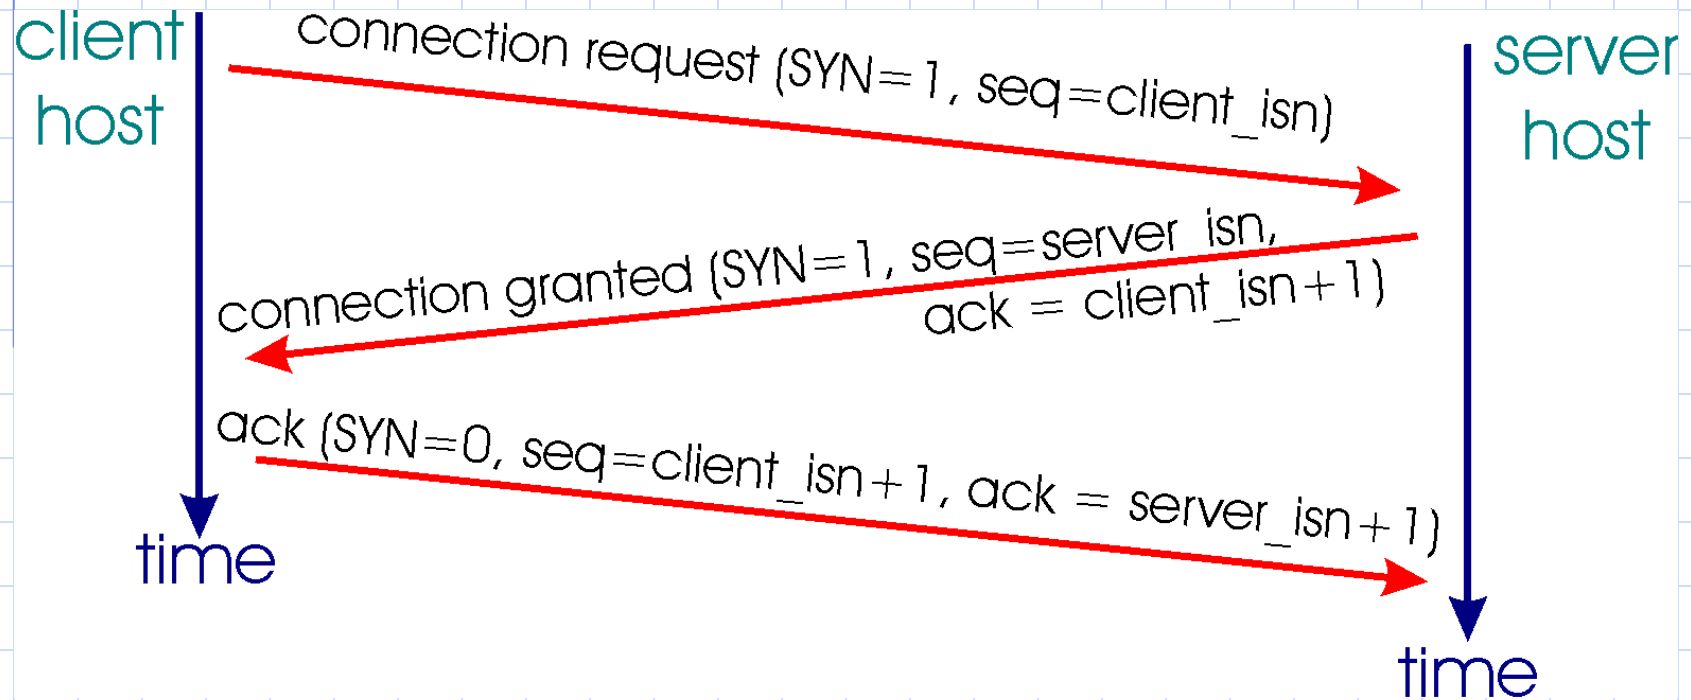 client
host
connection request (SYN=1, seq=client_isn)
server
host
connection granted (SYN=1, seq=server_isn,
ack = client_isn+1)
ack (SYN=0, seq=client_isn+1, ack = server_isn+1)
time
time